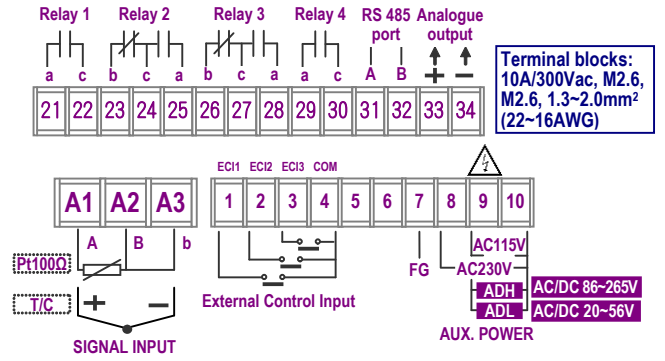 Relay 1 Relay 2 Relay 3 Relay 4 RS 485 port Analogue output
a c b c a b c a a c A B + −
21 22 23 24 25 26 27 28 29 30 31 32 33 34
Terminal blocks:
10A/300Vac, M2.6,
M2.6, 1.3~2.0mm²
(22~16AWG)
ECI1 ECI2 ECI3 COM
A1 A2 A3 1 2 3 4 5 6 7 8 9 10
A B b
Pt100Ω
T/C + −
SIGNAL INPUT
External Control Input
FG
AC115V
AC230V
ADH AC/DC 86~265V
ADL AC/DC 20~56V
AUX. POWER